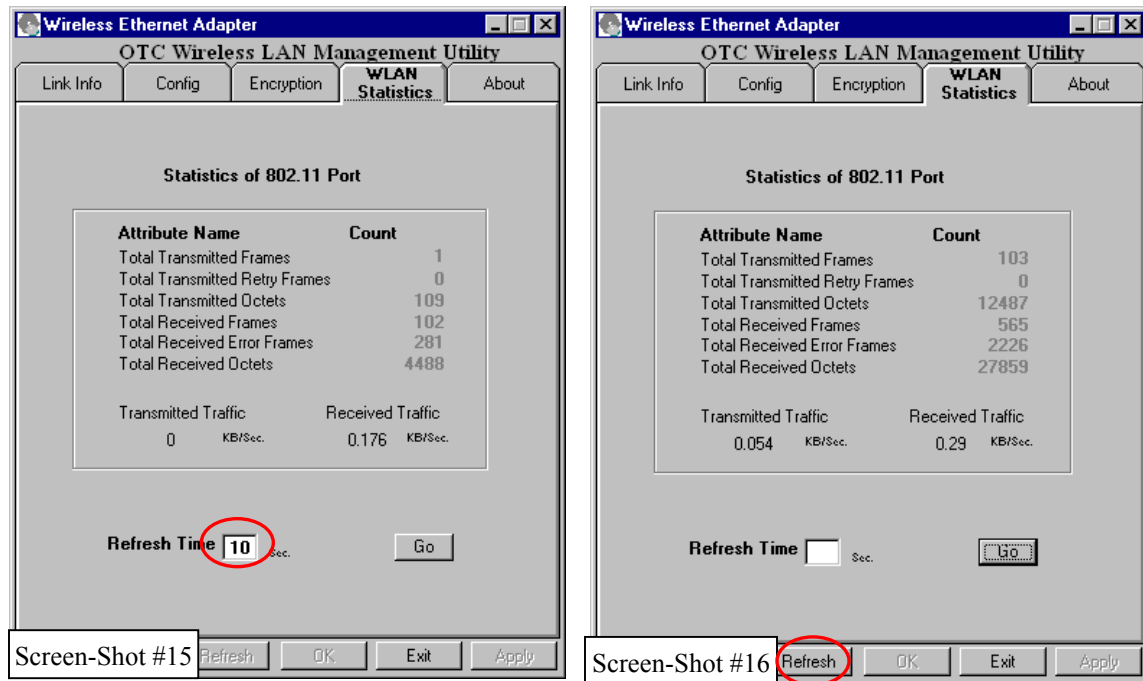 Wireless Ethernet Adapter
OTC Wireless LAN Management Utility
Link Info Config Encryption WLAN Statistics About
Statistics of 802.11 Port
Attribute Name Count
Total Transmitted Frames 1
Total Transmitted Retry Frames 0
Total Transmitted Octets 109
Total Received Frames 102
Total Received Error Frames 281
Total Received Octets 4488
Transmitted Traffic Received Traffic
0 KB/Sec. 0.176 KB/Sec.
Refresh Time 10 Sec. Go
Screen-Shot #15 Refresh OK Exit Apply
Wireless Ethernet Adapter
OTC Wireless LAN Management Utility
Link Info Config Encryption WLAN Statistics About
Statistics of 802.11 Port
Attribute Name Count
Total Transmitted Frames 103
Total Transmitted Retry Frames 0
Total Transmitted Octets 12487
Total Received Frames 565
Total Received Error Frames 2226
Total Received Octets 27859
Transmitted Traffic Received Traffic
0.054 KB/Sec. 0.29 KB/Sec.
Refresh Time Sec. Go
Screen-Shot #16 Refresh OK Exit Apply